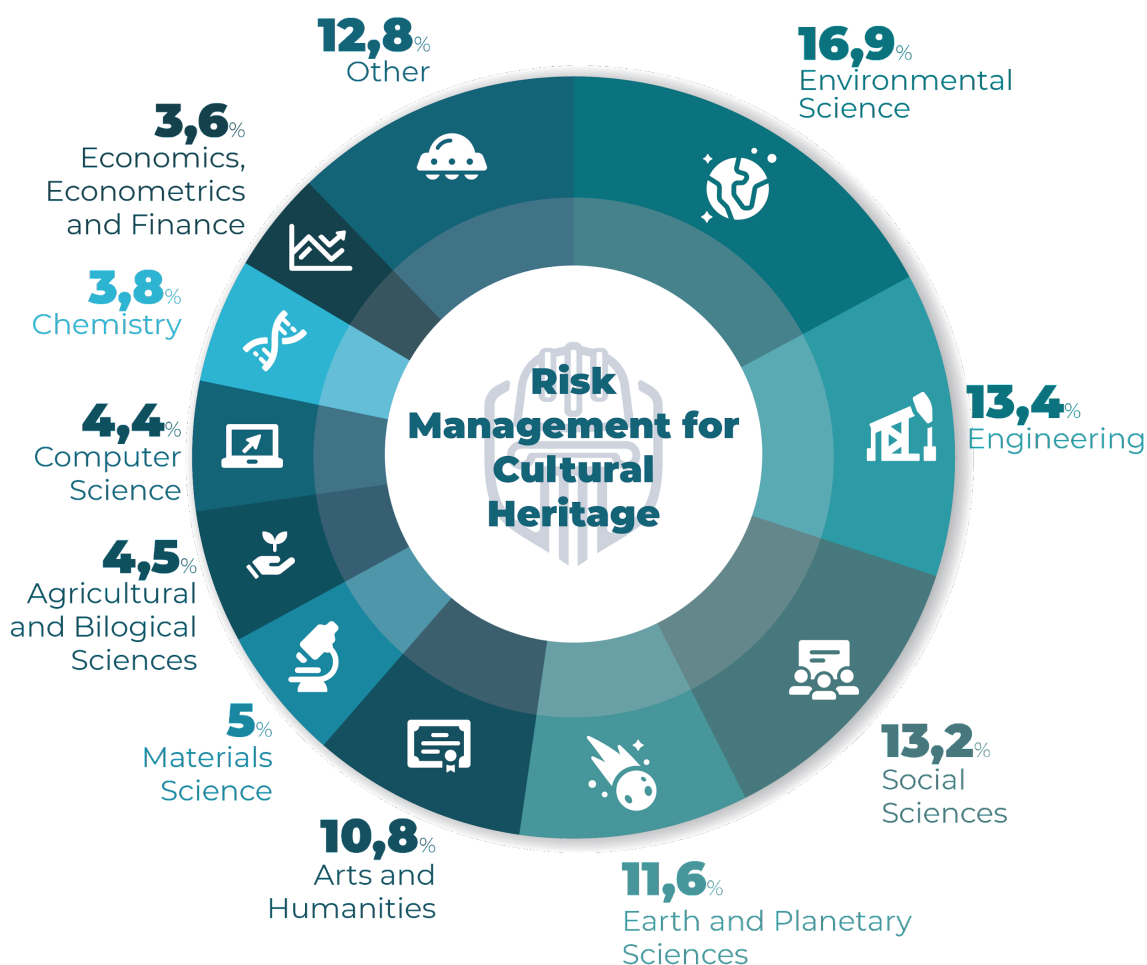 12,8%
Other
16,9%
Environmental
Science
3,6%
Economics,
Econometrics
and Finance
3,8%
Chemistry
13,4%
Engineering
4,4%
Computer
Science
4,5%
Agricultural
and Bilogical
Sciences
Risk
Management for
Cultural
Heritage
5%
Materials
Science
13,2%
Social
Sciences
10,8%
Arts and
Humanities
11,6%
Earth and Planetary
Sciences